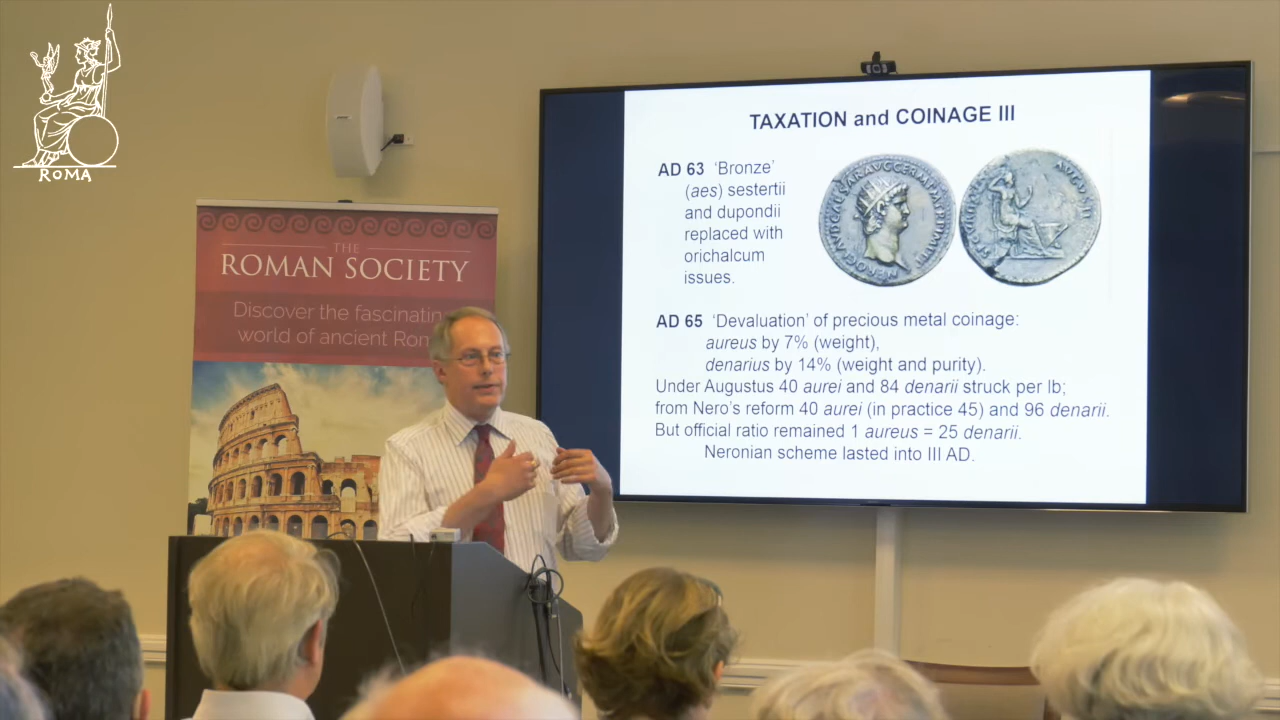 ROMA
THE
ROMAN SOCIETY
Discover the fascinating
world of ancient Rom
TAXATION and COINAGE III
AD 63 'Bronze'
(aes) sestertii
and dupondii
replaced with
orichalcum
issues.
AD 65 'Devaluation' of precious metal coinage:
aureus by 7% (weight),
denarius by 14% (weight and purity).
Under Augustus 40 aurei and 84 denarii struck per lb;
from Nero's reform 40 aurei (in practice 45) and 96 denarii.
But official ratio remained 1 aureus = 25 denarii.
Neronian scheme lasted into III AD.